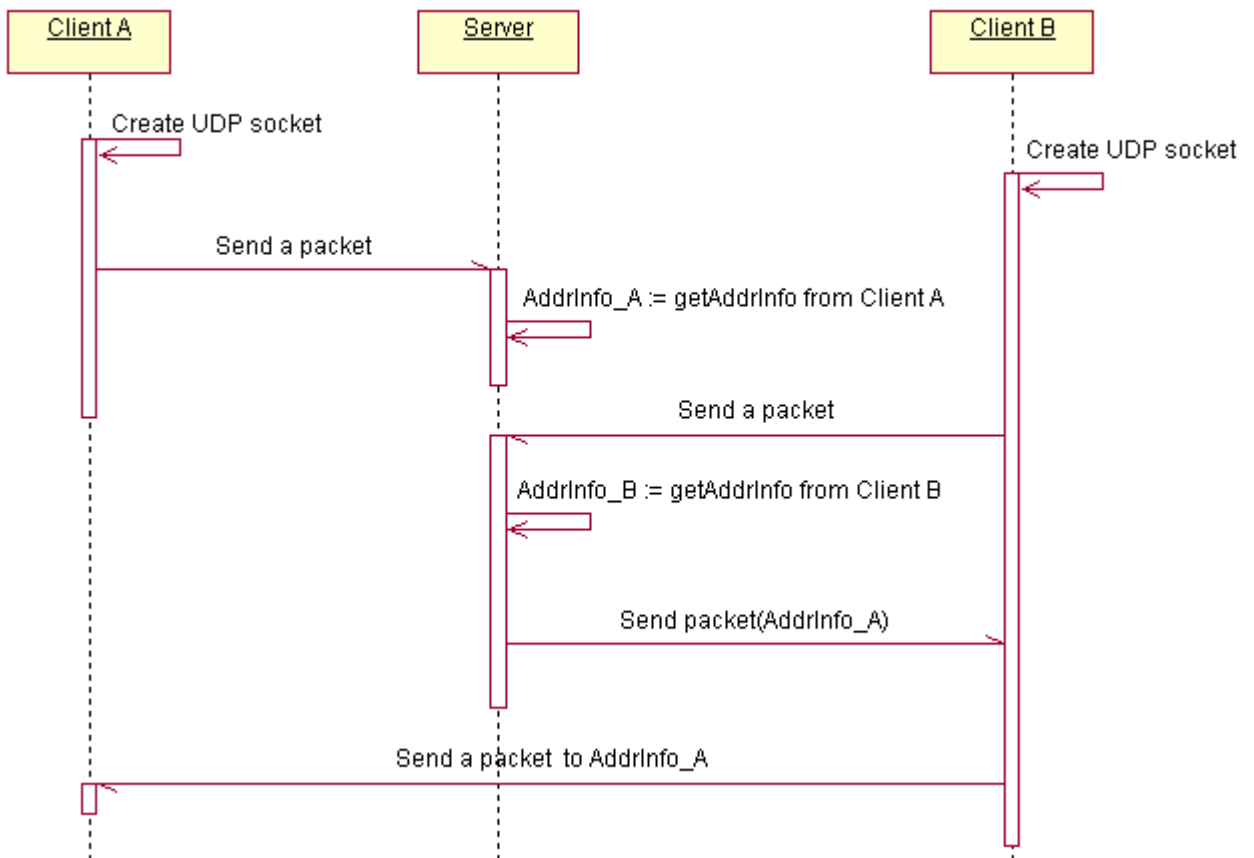 Client A
Server
Client B
Create UDP socket
Create UDP socket
Send a packet
AddrInfo_A := getAddrInfo from Client A
Send a packet
AddrInfo_B := getAddrInfo from Client B
Send packet(AddrInfo_A)
Send a packet to AddrInfo_A